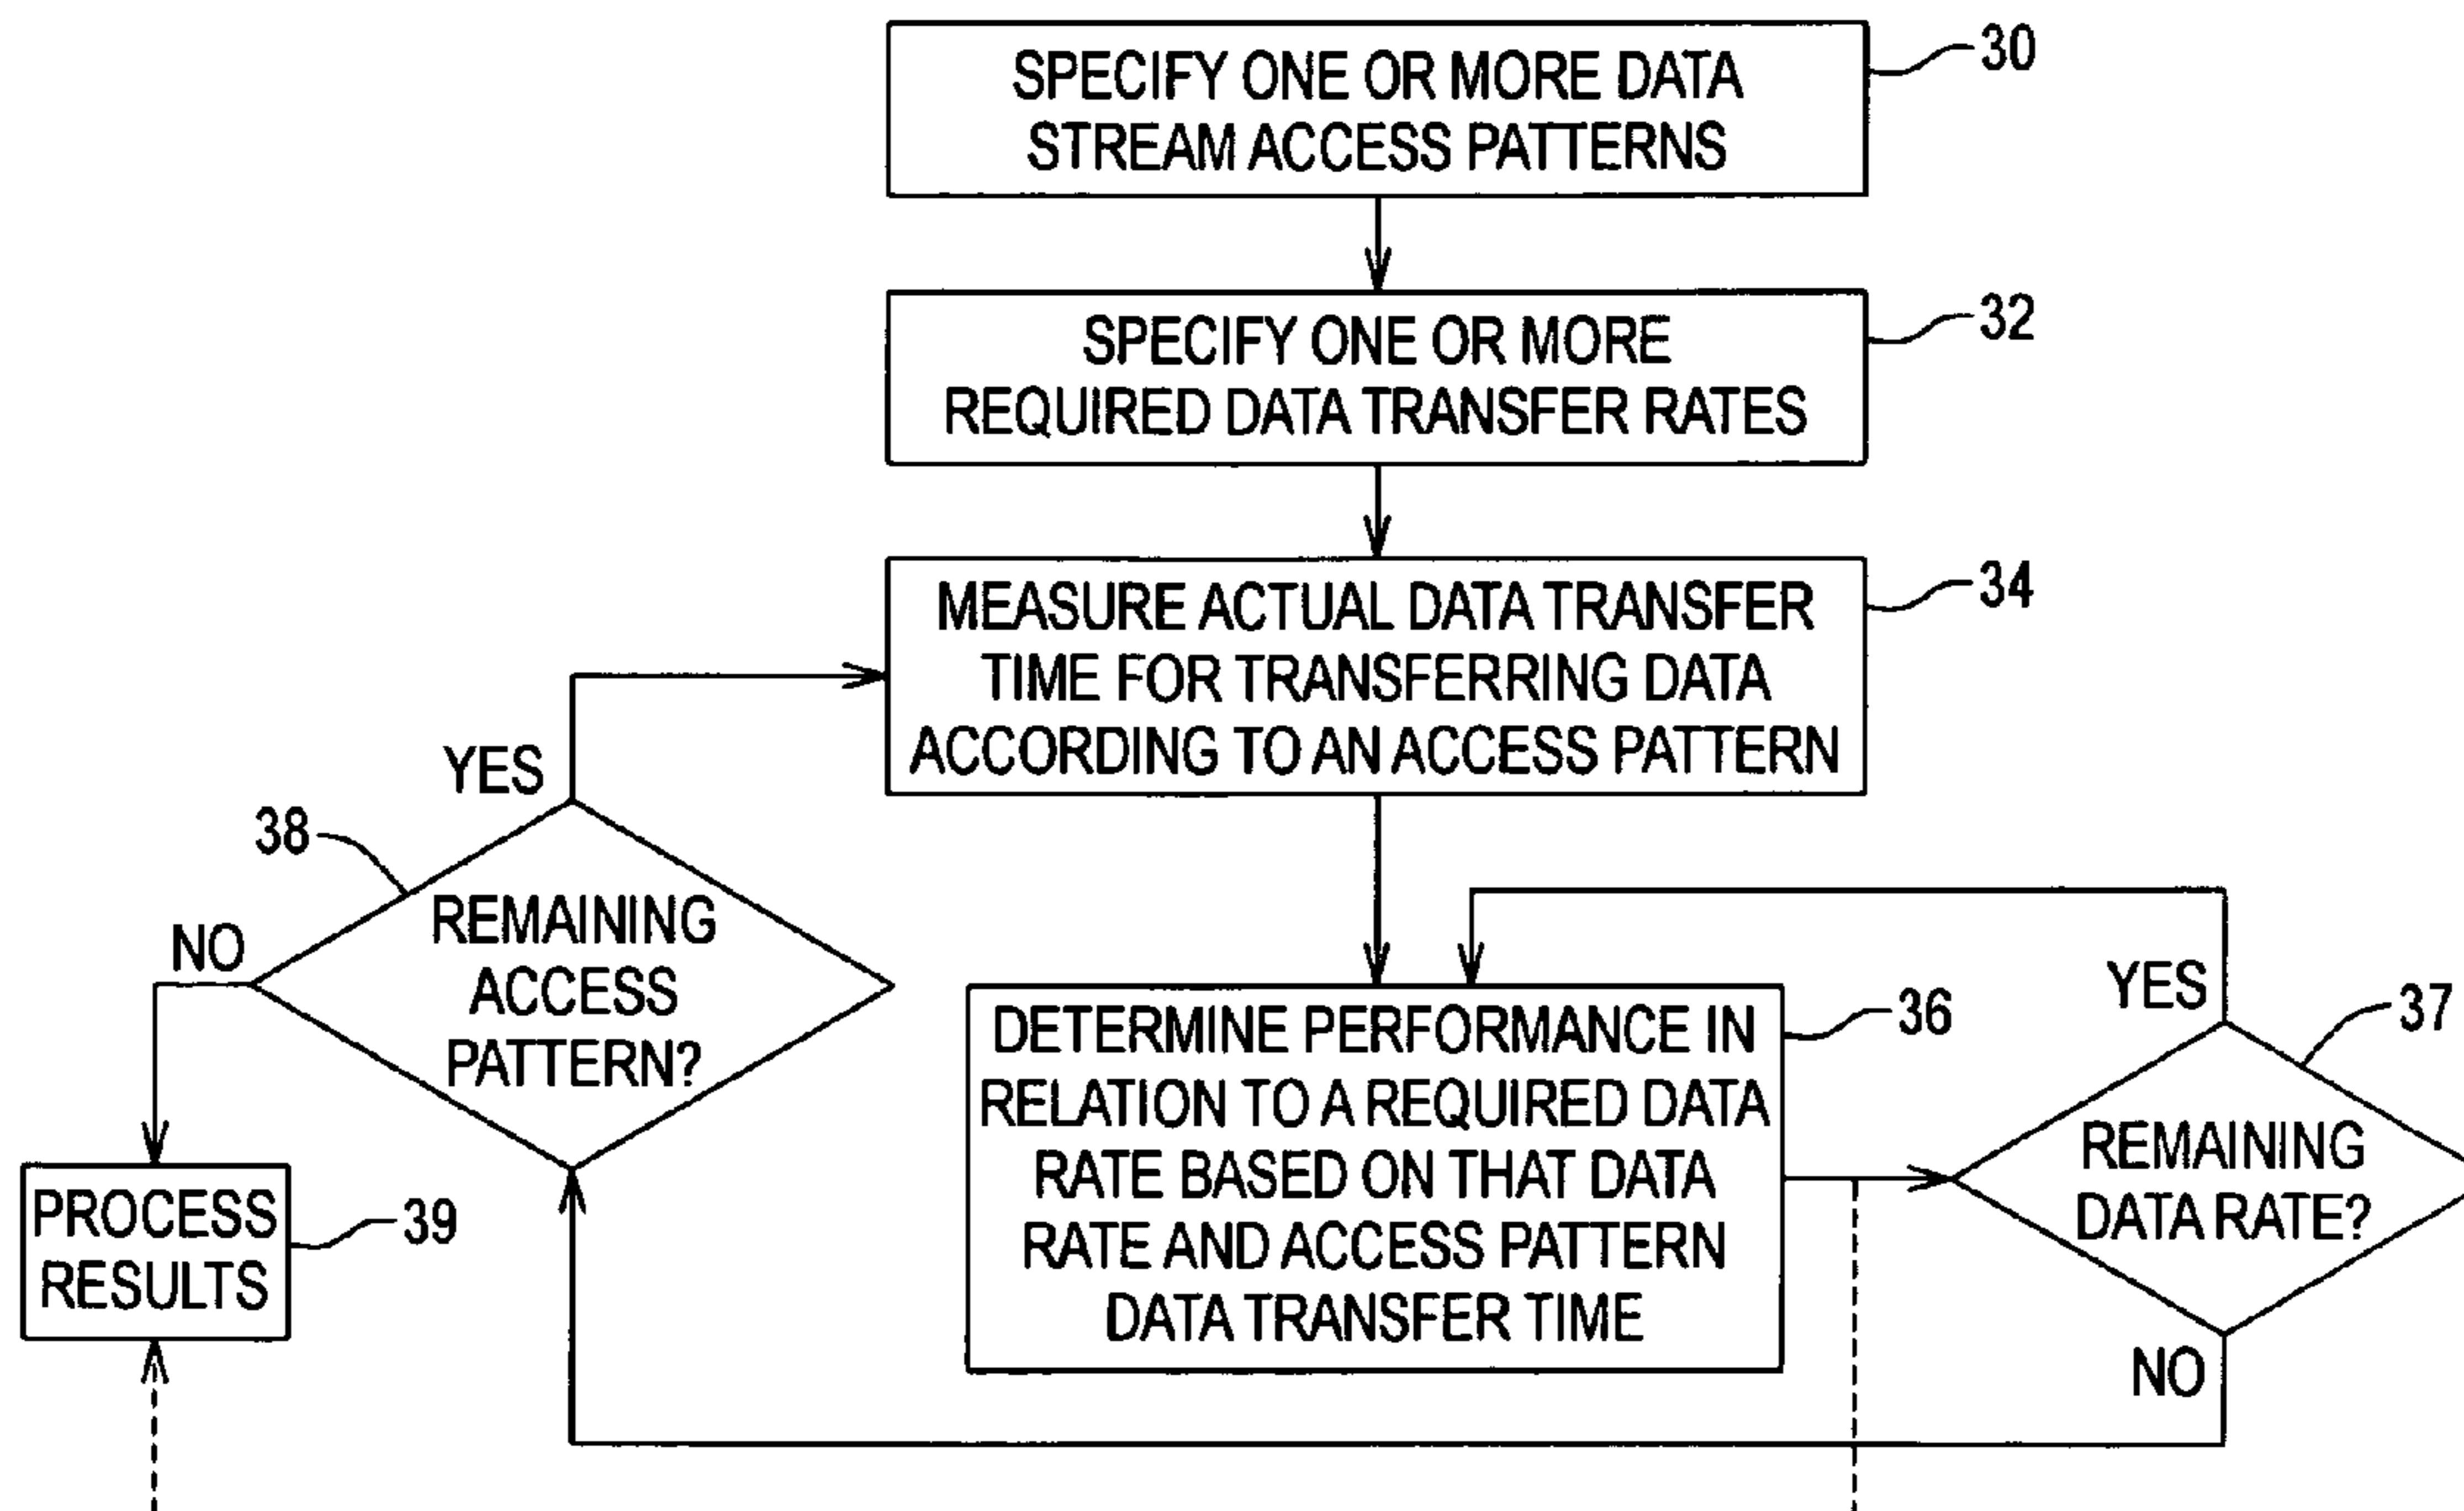 SPECIFY ONE OR MORE DATA
STREAM ACCESS PATTERNS
30
SPECIFY ONE OR MORE
REQUIRED DATA TRANSFER RATES
32
MEASURE ACTUAL DATA TRANSFER
TIME FOR TRANSFERRING DATA
ACCORDING TO AN ACCESS PATTERN
34
YES
38
REMAINING
ACCESS
PATTERN?
NO
DETERMINE PERFORMANCE IN
RELATION TO A REQUIRED DATA
RATE BASED ON THAT DATA
RATE AND ACCESS PATTERN
DATA TRANSFER TIME
36
YES
37
REMAINING
DATA RATE?
NO
PROCESS
RESULTS
39